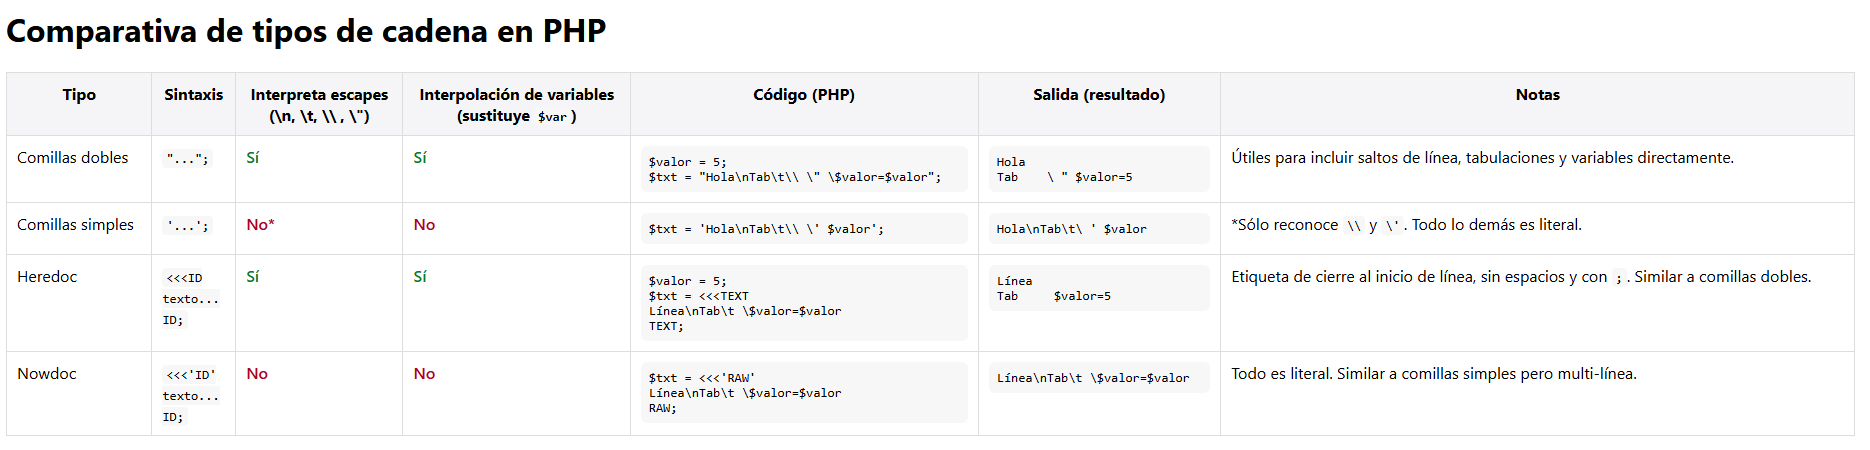 Comparativa de tipos de cadena en PHP
Tipo
Sintaxis
Interpreta escapes
(\n, \t, \\ , \")
Interpolación de variables
(sustituye $var )
Código (PHP)
Salida (resultado)
Notas
Comillas dobles
"...";
Sí
Sí
$valor = 5;
$txt = "Hola\nTab\t\\ \" \$valor=$valor";
Hola
Tab    \ " $valor=5
Útiles para incluir saltos de línea, tabulaciones y variables directamente.
Comillas simples
'...';
No*
No
$txt = 'Hola\nTab\t\\ \' $valor';
Hola\nTab\t\ ' $valor
*Sólo reconoce \\ y \' . Todo lo demás es literal.
Heredoc
<<<ID
texto...
ID;
Sí
Sí
$valor = 5;
$txt = <<<TEXT
Línea\nTab\t \$valor=$valor
TEXT;
Línea
Tab     $valor=5
Etiqueta de cierre al inicio de línea, sin espacios y con ; . Similar a comillas dobles.
Nowdoc
<<<'ID'
texto...
ID;
No
No
$txt = <<<'RAW'
Línea\nTab\t \$valor=$valor
RAW;
Línea\nTab\t \$valor=$valor
Todo es literal. Similar a comillas simples pero multi-línea.